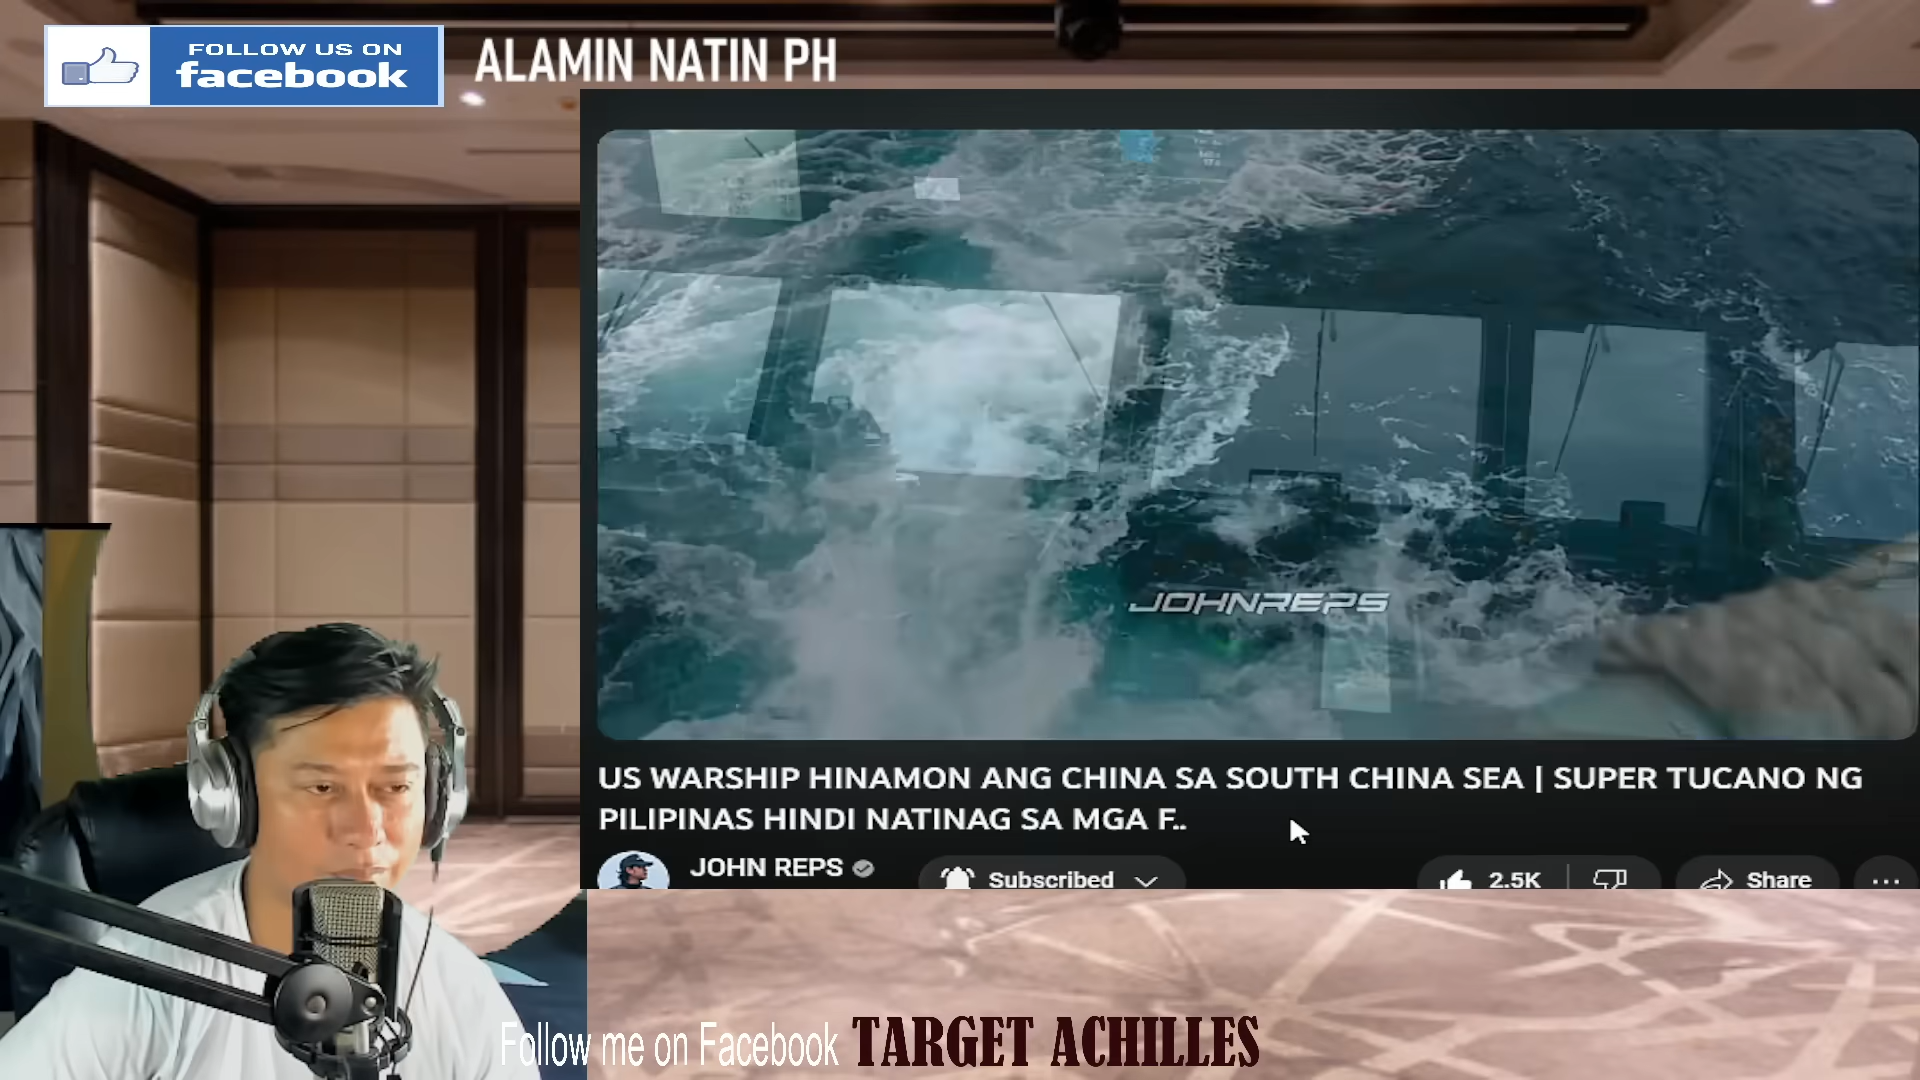 FOLLOW US ON
facebook
ALAMIN NATIN PH
JOHNREPS
US WARSHIP HINAMON ANG CHINA SA SOUTH CHINA SEA | SUPER TUCANO NG
PILIPINAS HINDI NATINAG SA MGA F..
JOHN REPS
Subscribed
2.5K
Share
Follow me on Facebook TARGET ACHILLES